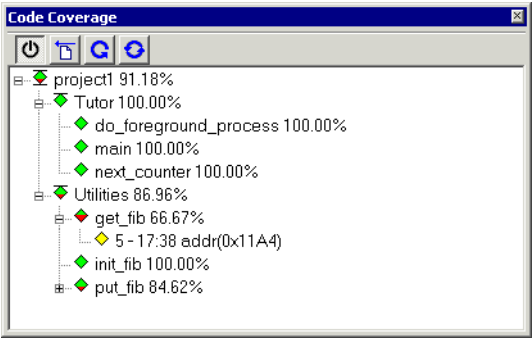 Code Coverage
project1 91.18%
Tutor 100.00%
do_foreground_process 100.00%
main 100.00%
next_counter 100.00%
Utilities 86.96%
get_fib 66.67%
5 - 17:38 addr(0x11A4)
init_fib 100.00%
put_fib 84.62%